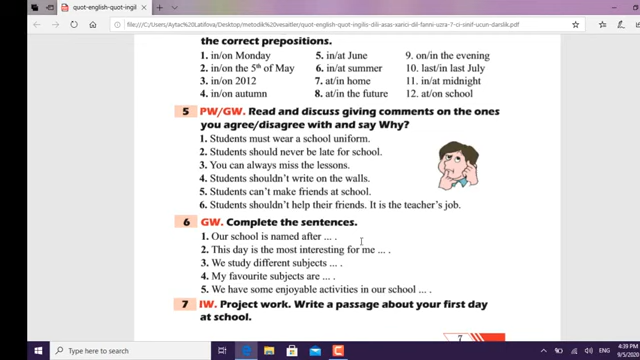 quot-english-quot-ingilis-dili-a
file:///C:/Users/Aytac%20Latifova/Desktop/metodik%20vesaitler/quot-english-quot-ingilis-dili-asas-xarici-dil-fanni-uzra-7-ci-sinif-ucun-darslik.pdf
the correct prepositions.
1. in/on Monday 5. in/at June 9. on/in the evening
2. in/on the 5th of May 6. in/at summer 10. last/in last July
3. in/on 2012 7. at/in home 11. in/at midnight
4. in/on autumn 8. at/in the future 12. at/on school
5 PW/GW. Read and discuss giving comments on the ones
you agree/disagree with and say Why?
1. Students must wear a school uniform.
2. Students should never be late for school.
3. You can always miss the lessons.
4. Students shouldn't write on the walls.
5. Students can't make friends at school.
6. Students shouldn't help their friends. It is the teacher's job.
6 GW. Complete the sentences.
1. Our school is named after ... .
2. This day is the most interesting for me ... .
3. We study different subjects ... .
4. My favourite subjects are ... .
5. We have some enjoyable activities in our school ... .
7 IW. Project work. Write a passage about your first day
at school.
7
Type here to search
ENG
4:39 PM
9/5/2020